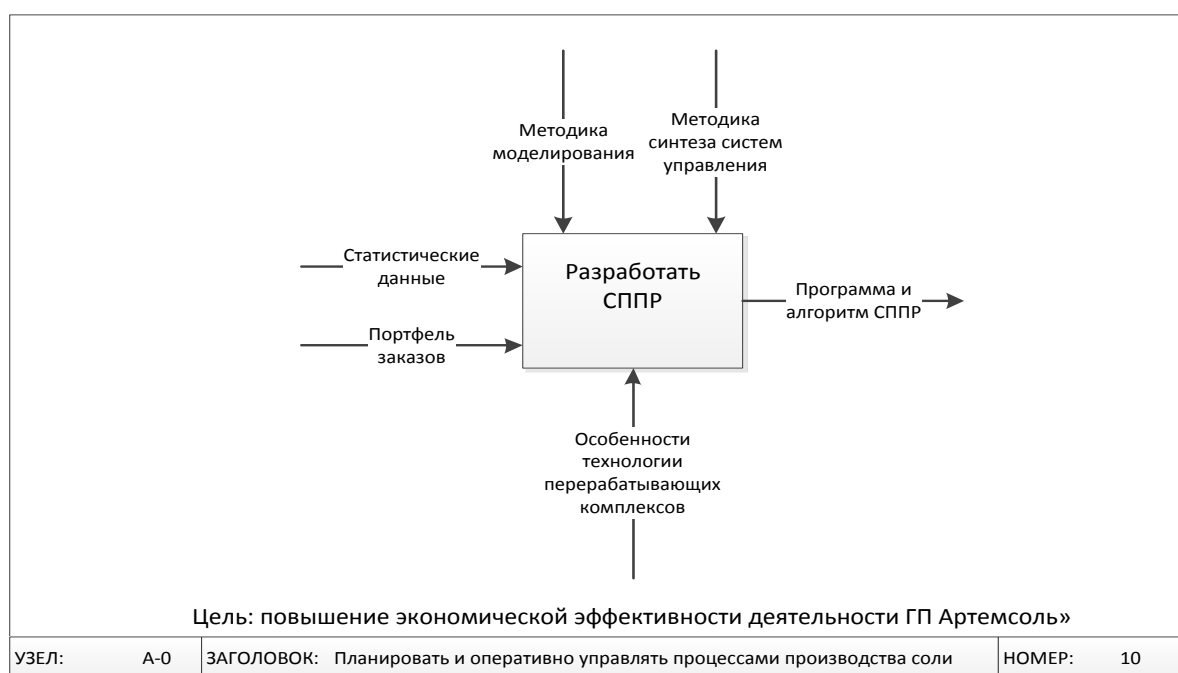 Методика
моделирования
Методика
синтеза систем
управления
Статистические
данные
Портфель
заказов
Разработать
СППР
Программа и
алгоритм СППР
Особенности
технологии
перерабатывающих
комплексов
Цель: повышение экономической эффективности деятельности ГП Артемсоль»
УЗЕЛ: А-0 ЗАГОЛОВОК: Планировать и оперативно управлять процессами производства соли НОМЕР: 10